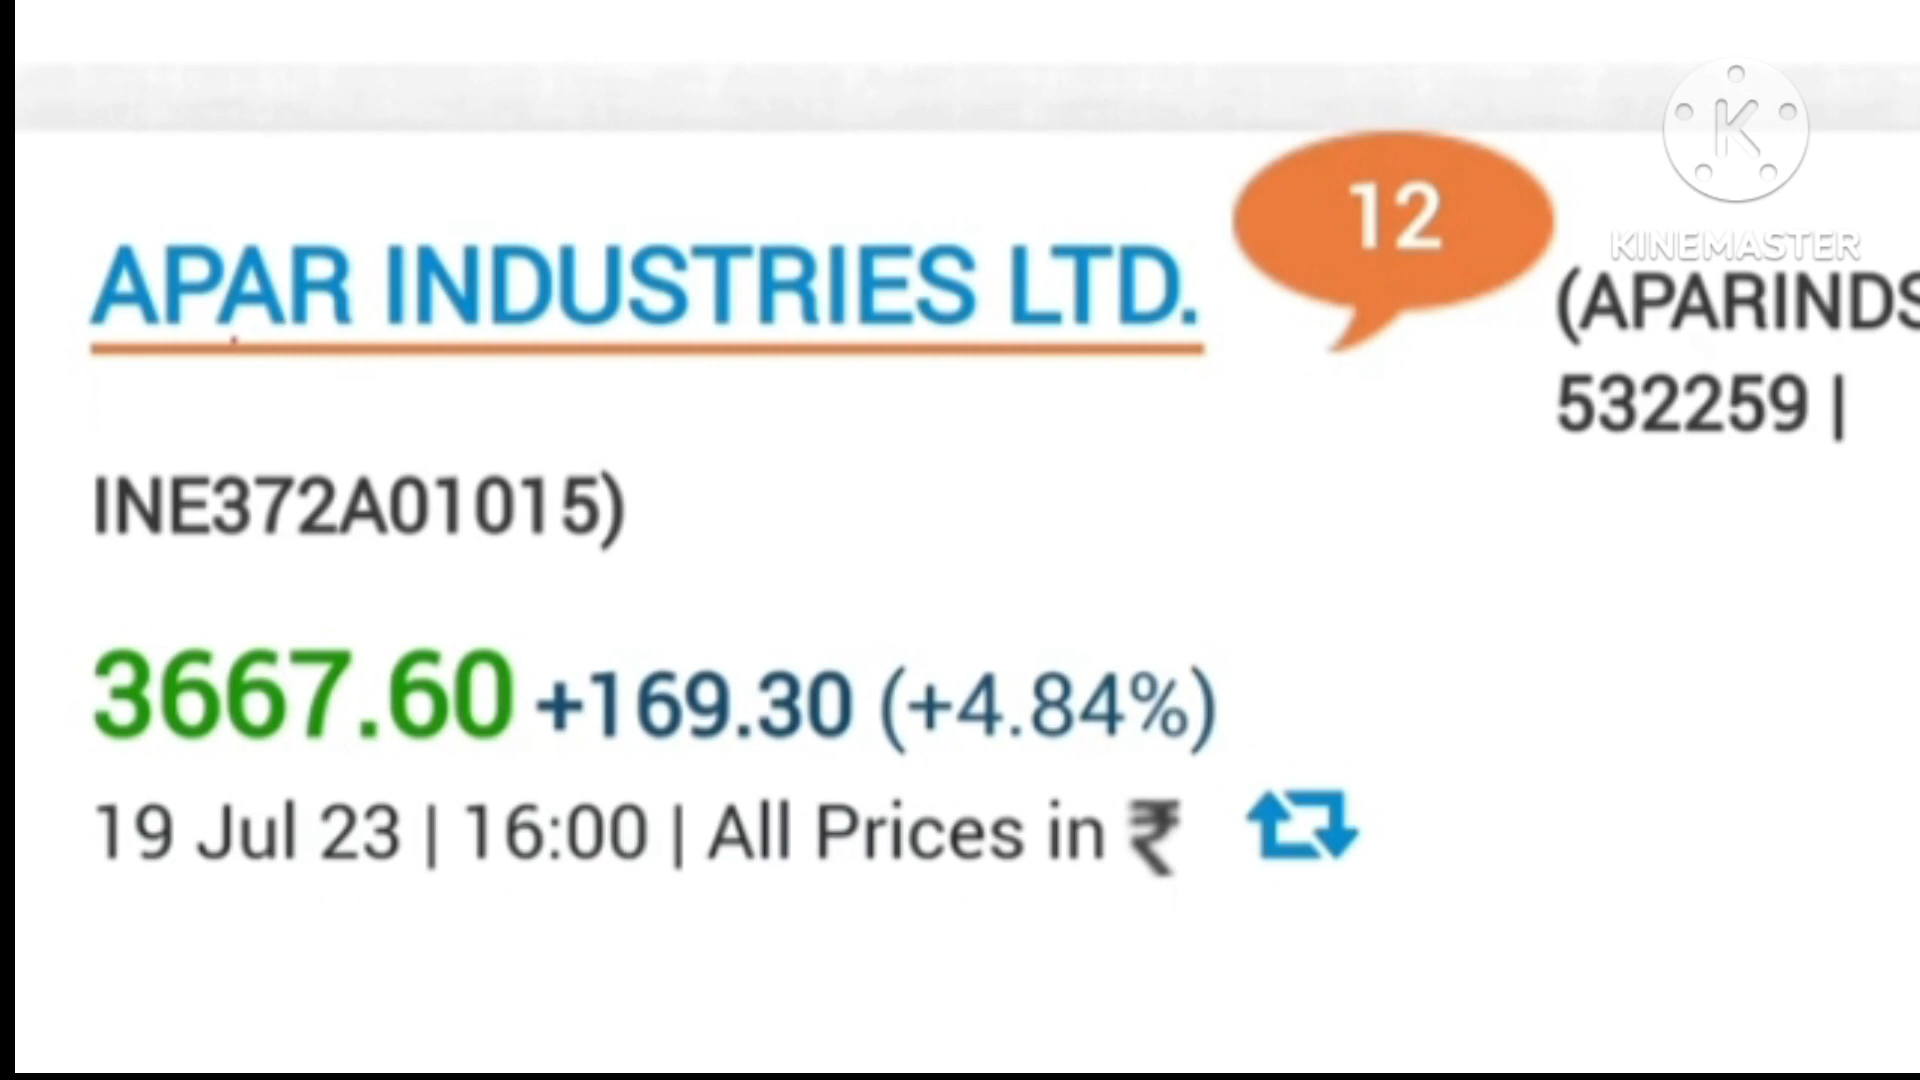 K
KINEMASTER
12
APAR INDUSTRIES LTD.
(APARINDS
532259 |
INE372A01015)
3667.60 +169.30 (+4.84%)
19 Jul 23 | 16:00 | All Prices in ₹